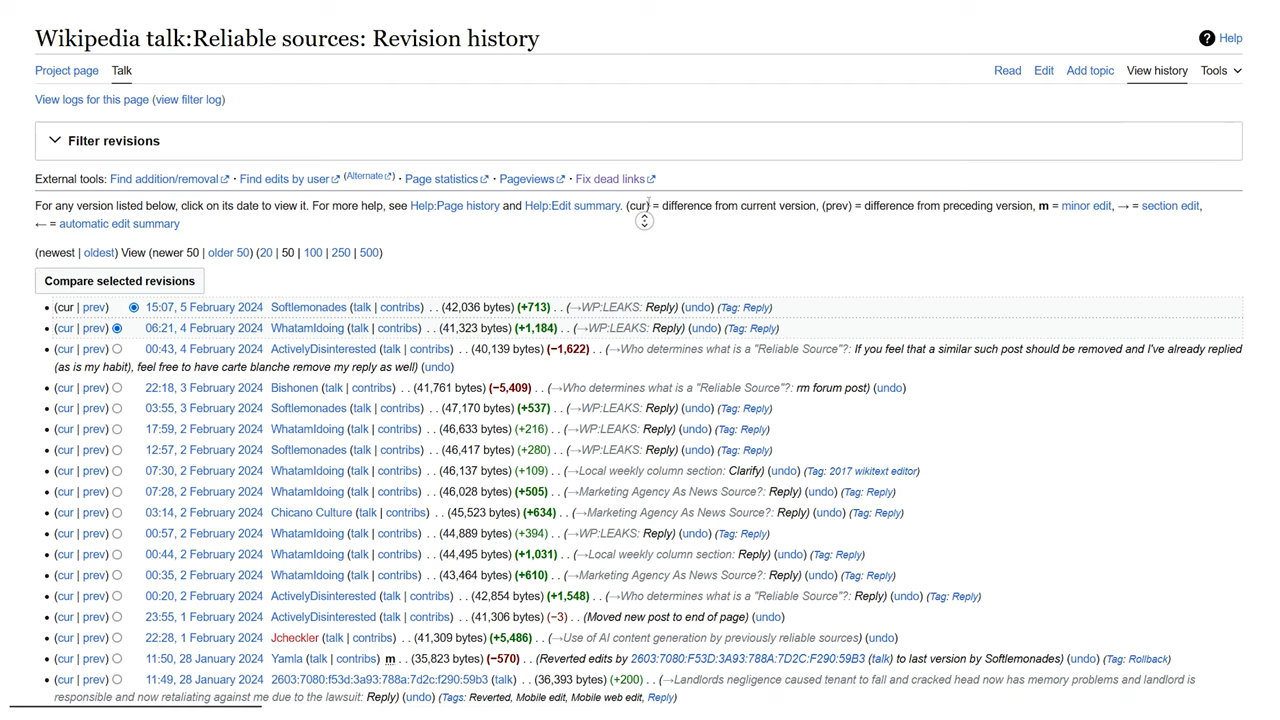 Wikipedia talk:Reliable sources: Revision history
Help
Project page Talk Read Edit Add topic View history Tools
View logs for this page (view filter log)
Filter revisions
External tools: Find addition/removal · Find edits by user (Alternate) · Page statistics · Pageviews · Fix dead links
For any version listed below, click on its date to view it. For more help, see Help:Page history and Help:Edit summary. (cur) = difference from current version, (prev) = difference from preceding version, m = minor edit, → = section edit,
← = automatic edit summary
(newest | oldest) View (newer 50 | older 50) (20 | 50 | 100 | 250 | 500)
Compare selected revisions
(cur | prev) 15:07, 5 February 2024 Softlemonades (talk | contribs) . . (42,036 bytes) (+713) . . (→WP:LEAKS: Reply) (undo) (Tag: Reply)
(cur | prev) 06:21, 4 February 2024 WhatamIdoing (talk | contribs) . . (41,323 bytes) (+1,184) . . (→WP:LEAKS: Reply) (undo) (Tag: Reply)
(cur | prev) 00:43, 4 February 2024 ActivelyDisinterested (talk | contribs) . . (40,139 bytes) (−1,622) . . (→Who determines what is a "Reliable Source"?: If you feel that a similar such post should be removed and I've already replied
(as is my habit), feel free to have carte blanche remove my reply as well) (undo)
(cur | prev) 22:18, 3 February 2024 Bishonen (talk | contribs) . . (41,761 bytes) (−5,409) . . (→Who determines what is a "Reliable Source"?: rm forum post) (undo)
(cur | prev) 03:55, 3 February 2024 Softlemonades (talk | contribs) . . (47,170 bytes) (+537) . . (→WP:LEAKS: Reply) (undo) (Tag: Reply)
(cur | prev) 17:59, 2 February 2024 WhatamIdoing (talk | contribs) . . (46,633 bytes) (+216) . . (→WP:LEAKS: Reply) (undo) (Tag: Reply)
(cur | prev) 12:57, 2 February 2024 Softlemonades (talk | contribs) . . (46,417 bytes) (+280) . . (→WP:LEAKS: Reply) (undo) (Tag: Reply)
(cur | prev) 07:30, 2 February 2024 WhatamIdoing (talk | contribs) . . (46,137 bytes) (+109) . . (→Local weekly column section: Clarify) (undo) (Tag: 2017 wikitext editor)
(cur | prev) 07:28, 2 February 2024 WhatamIdoing (talk | contribs) . . (46,028 bytes) (+505) . . (→Marketing Agency As News Source?: Reply) (undo) (Tag: Reply)
(cur | prev) 03:14, 2 February 2024 Chicano Culture (talk | contribs) . . (45,523 bytes) (+634) . . (→Marketing Agency As News Source?: Reply) (undo) (Tag: Reply)
(cur | prev) 00:57, 2 February 2024 WhatamIdoing (talk | contribs) . . (44,889 bytes) (+394) . . (→WP:LEAKS: Reply) (undo) (Tag: Reply)
(cur | prev) 00:44, 2 February 2024 WhatamIdoing (talk | contribs) . . (44,495 bytes) (+1,031) . . (→Local weekly column section: Reply) (undo) (Tag: Reply)
(cur | prev) 00:35, 2 February 2024 WhatamIdoing (talk | contribs) . . (43,464 bytes) (+610) . . (→Marketing Agency As News Source?: Reply) (undo) (Tag: Reply)
(cur | prev) 00:20, 2 February 2024 ActivelyDisinterested (talk | contribs) . . (42,854 bytes) (+1,548) . . (→Who determines what is a "Reliable Source"?: Reply) (undo) (Tag: Reply)
(cur | prev) 23:55, 1 February 2024 ActivelyDisinterested (talk | contribs) . . (41,306 bytes) (−3) . . (Moved new post to end of page) (undo)
(cur | prev) 22:28, 1 February 2024 Jcheckler (talk | contribs) . . (41,309 bytes) (+5,486) . . (→Use of AI content generation by previously reliable sources) (undo)
(cur | prev) 11:50, 28 January 2024 Yamla (talk | contribs) m . . (35,823 bytes) (−570) . . (Reverted edits by 2603:7080:F53D:3A93:788A:7D2C:F290:59B3 (talk) to last version by Softlemonades) (undo) (Tag: Rollback)
(cur | prev) 11:49, 28 January 2024 2603:7080:f53d:3a93:788a:7d2c:f290:59b3 (talk) . . (36,393 bytes) (+200) . . (→Landlords negligence caused tenant to fall and cracked head now has memory problems and landlord is
responsible and now retaliating against me due to the lawsuit: Reply) (undo) (Tags: Reverted, Mobile edit, Mobile web edit, Reply)